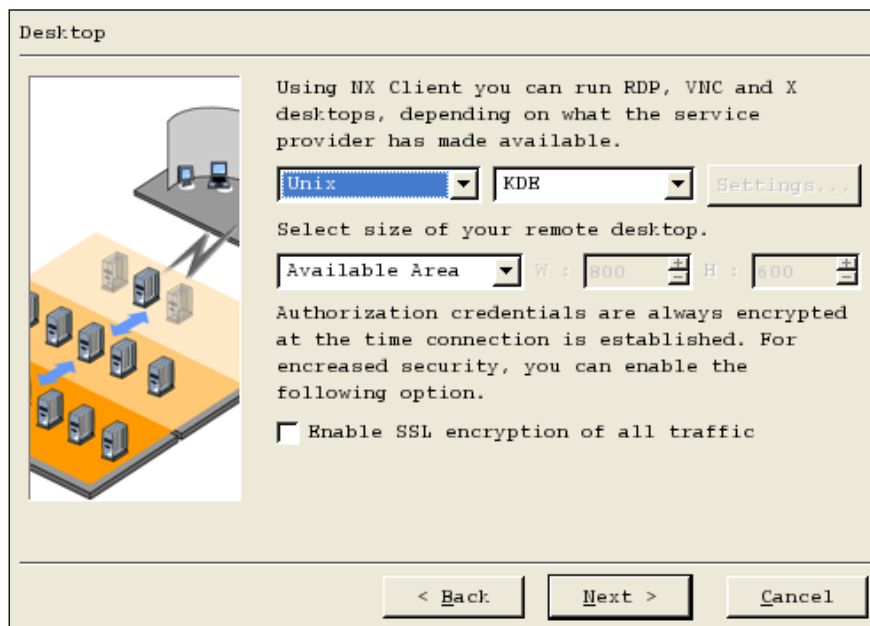 Desktop
Using NX Client you can run RDP, VNC and X
desktops, depending on what the service
provider has made available.
Unix KDE Settings...
Select size of your remote desktop.
Available Area W : 800 H : 600
Authorization credentials are always encrypted
at the time connection is established. For
encreased security, you can enable the
following option.
Enable SSL encryption of all traffic
< Back Next > Cancel